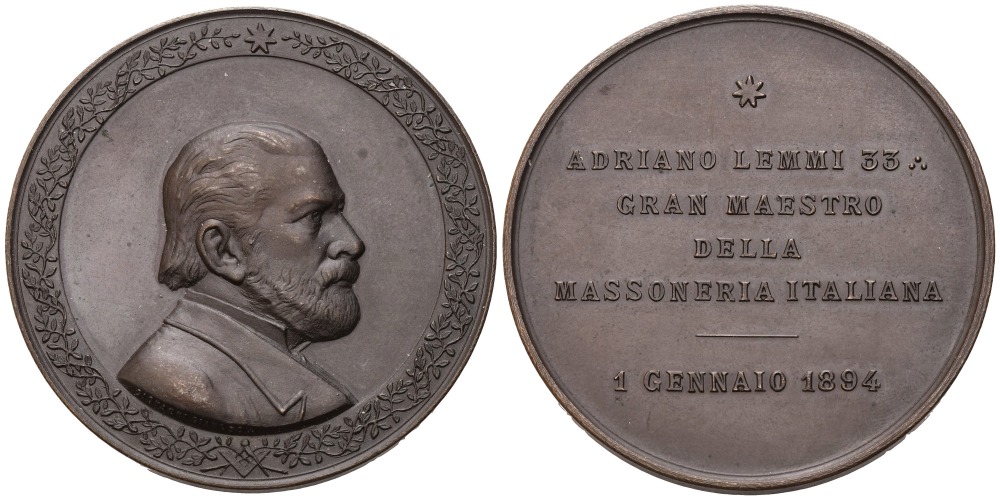 ADRIANO LEMMI 33 ∴
GRAN MAESTRO
DELLA
MASSONERIA ITALIANA
1 GENNAIO 1894